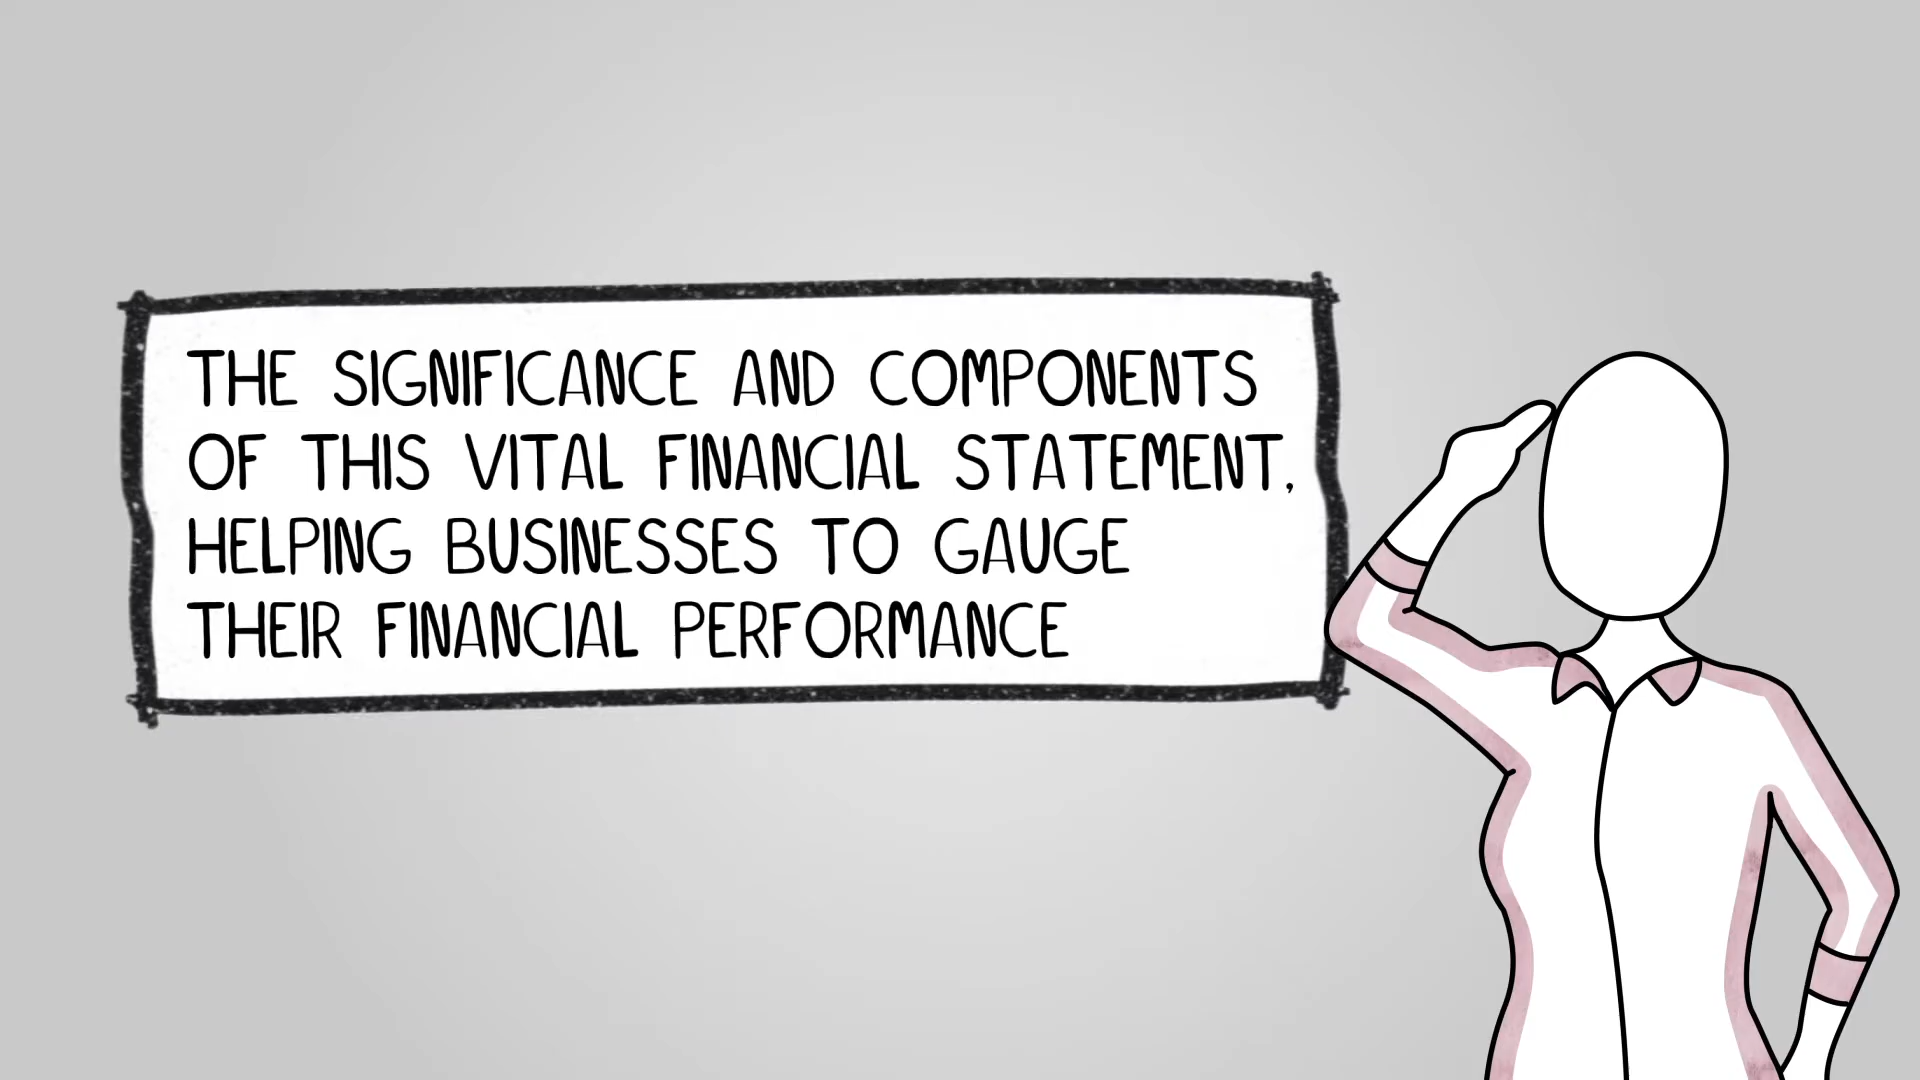 THE SIGNIFICANCE AND COMPONENTS
OF THIS VITAL FINANCIAL STATEMENT,
HELPING BUSINESSES TO GAUGE
THEIR FINANCIAL PERFORMANCE